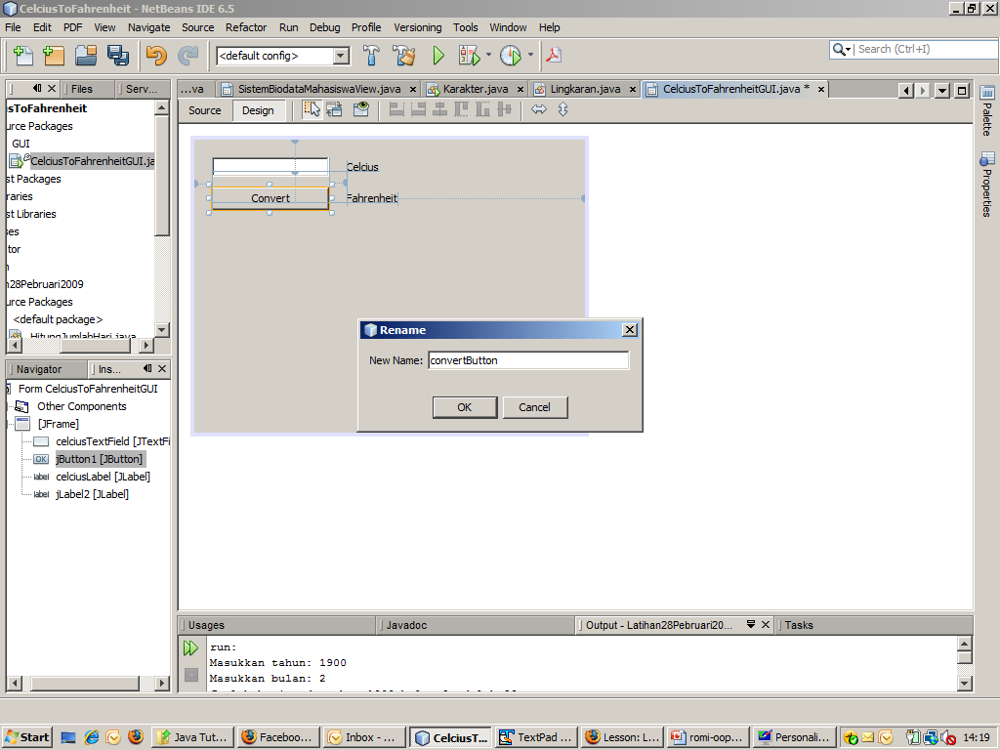 CelciusToFahrenheit - NetBeans IDE 6.5
File Edit PDF View Navigate Source Refactor Run Debug Profile Versioning Tools Window Help
<default config>
Search (Ctrl+I)
Files
Serv...
...va
SistemBiodataMahasiswaView.java
Karakter.java
Lingkaran.java
CelciusToFahrenheitGUI.java *
Source
Design
Palette
Properties
sToFahrenheit
urce Packages
GUI
CelciusToFahrenheitGUI.ja
st Packages
raries
st Libraries
ses
tor
n28Pebruari2009
urce Packages
<default package>
HitungJumlahHari.java
Celcius
Convert
Fahrenheit
Rename
New Name:
convertButton
OK
Cancel
Navigator
Ins...
Form CelciusToFahrenheitGUI
Other Components
[JFrame]
celciusTextField [JTextFi
OK
jButton1 [JButton]
label
celciusLabel [JLabel]
label
jLabel2 [JLabel]
Usages
Javadoc
Output - Latihan28Pebruari20...
Tasks
run:
Masukkan tahun: 1900
Masukkan bulan: 2
Start
Java Tut...
Faceboo...
Inbox - ...
CelciusT...
TextPad ...
Lesson: L...
romi-oop...
Personali...
14:19